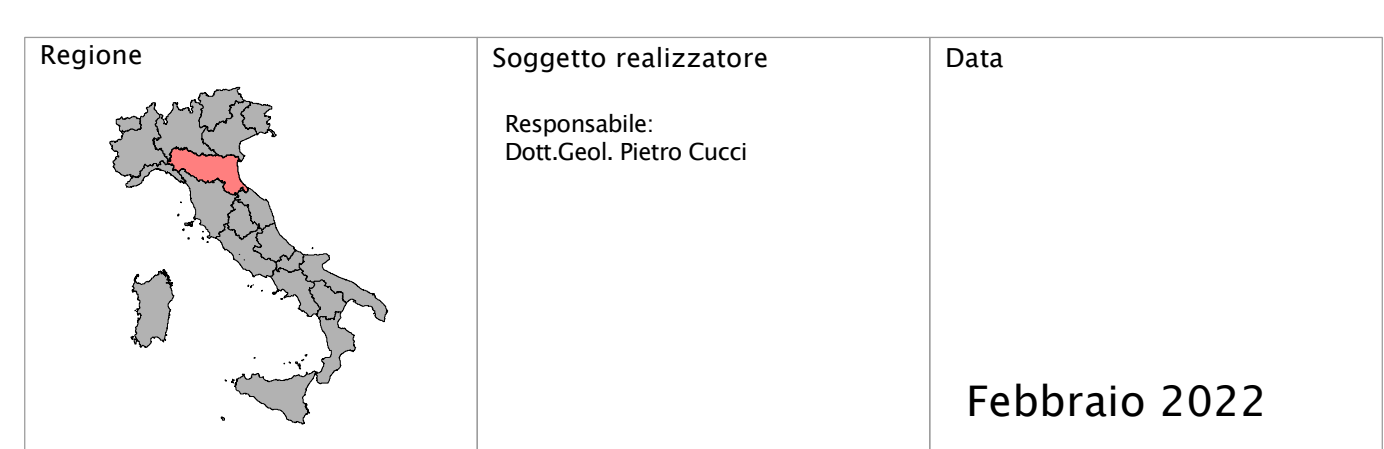 Regione
Soggetto realizzatore
Responsabile:
Dott.Geol. Pietro Cucci
Data
Febbraio 2022